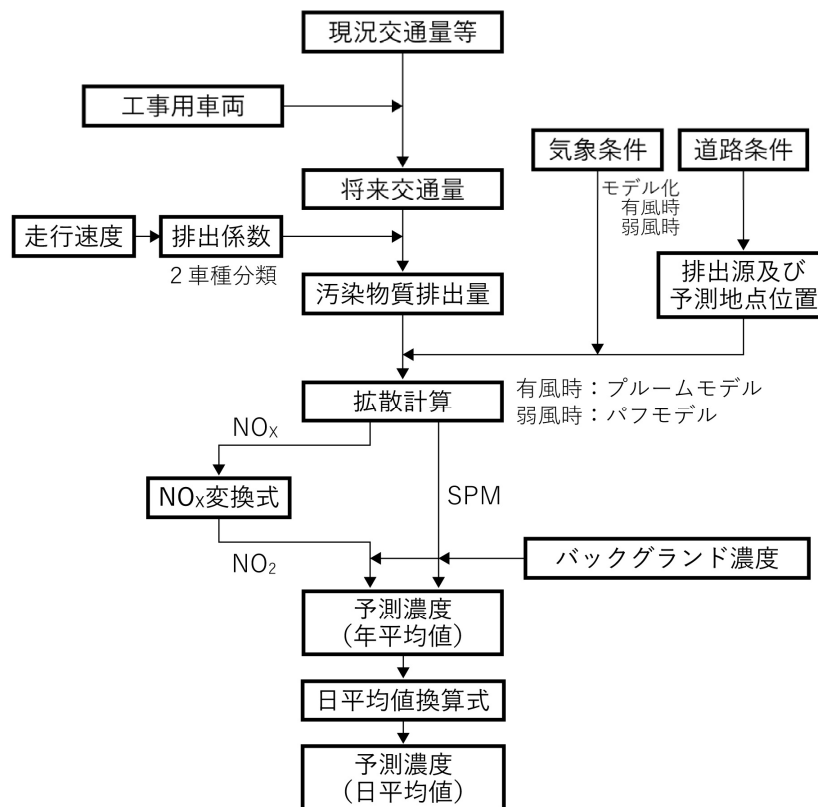 現況交通量等
工事用車両
気象条件
道路条件
モデル化
有風時
弱風時
将来交通量
走行速度
排出係数
2車種分類
汚染物質排出量
排出源及び
予測地点位置
拡散計算
有風時：プルームモデル
弱風時：パフモデル
NOX
NOX変換式
SPM
NO2
バックグランド濃度
予測濃度
（年平均値）
日平均値換算式
予測濃度
（日平均値）